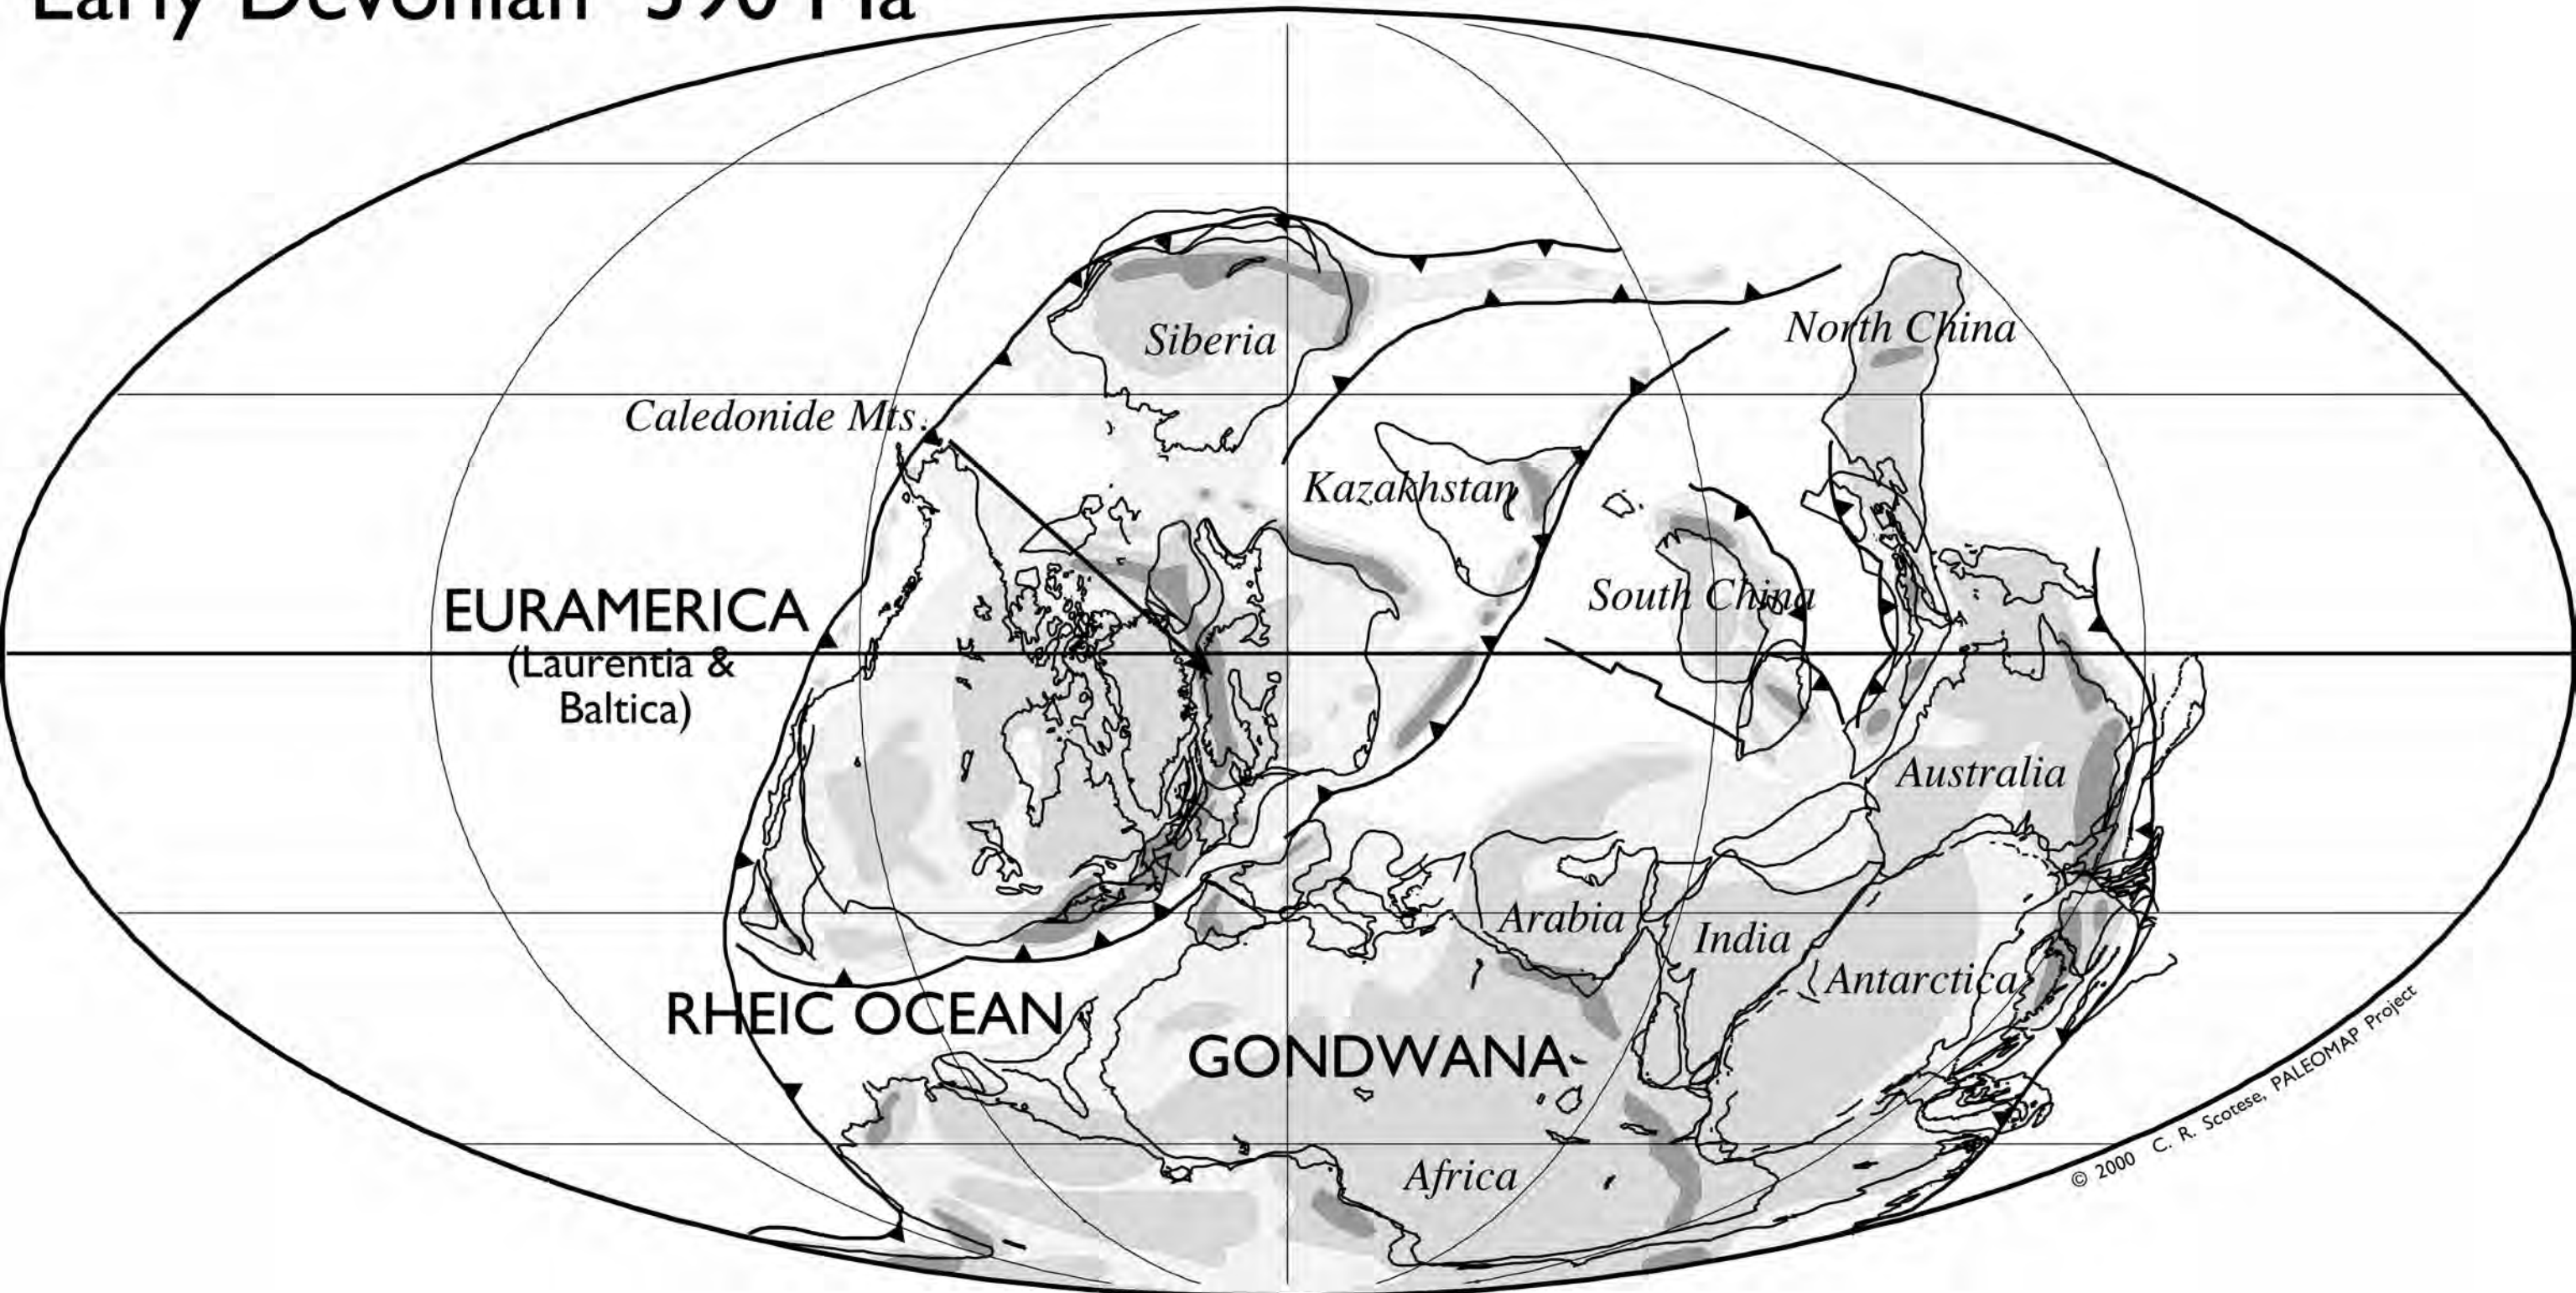 Early Devonian 390 Ma
Siberia
North China
Caledonide Mts.
Kazakhstan
EURAMERICA
(Laurentia &
Baltica)
South China
Australia
Arabia
India
Antarctica
RHEIC OCEAN
GONDWANA
Africa
© 2000 C. R. Scotese, PALEOMAP Project